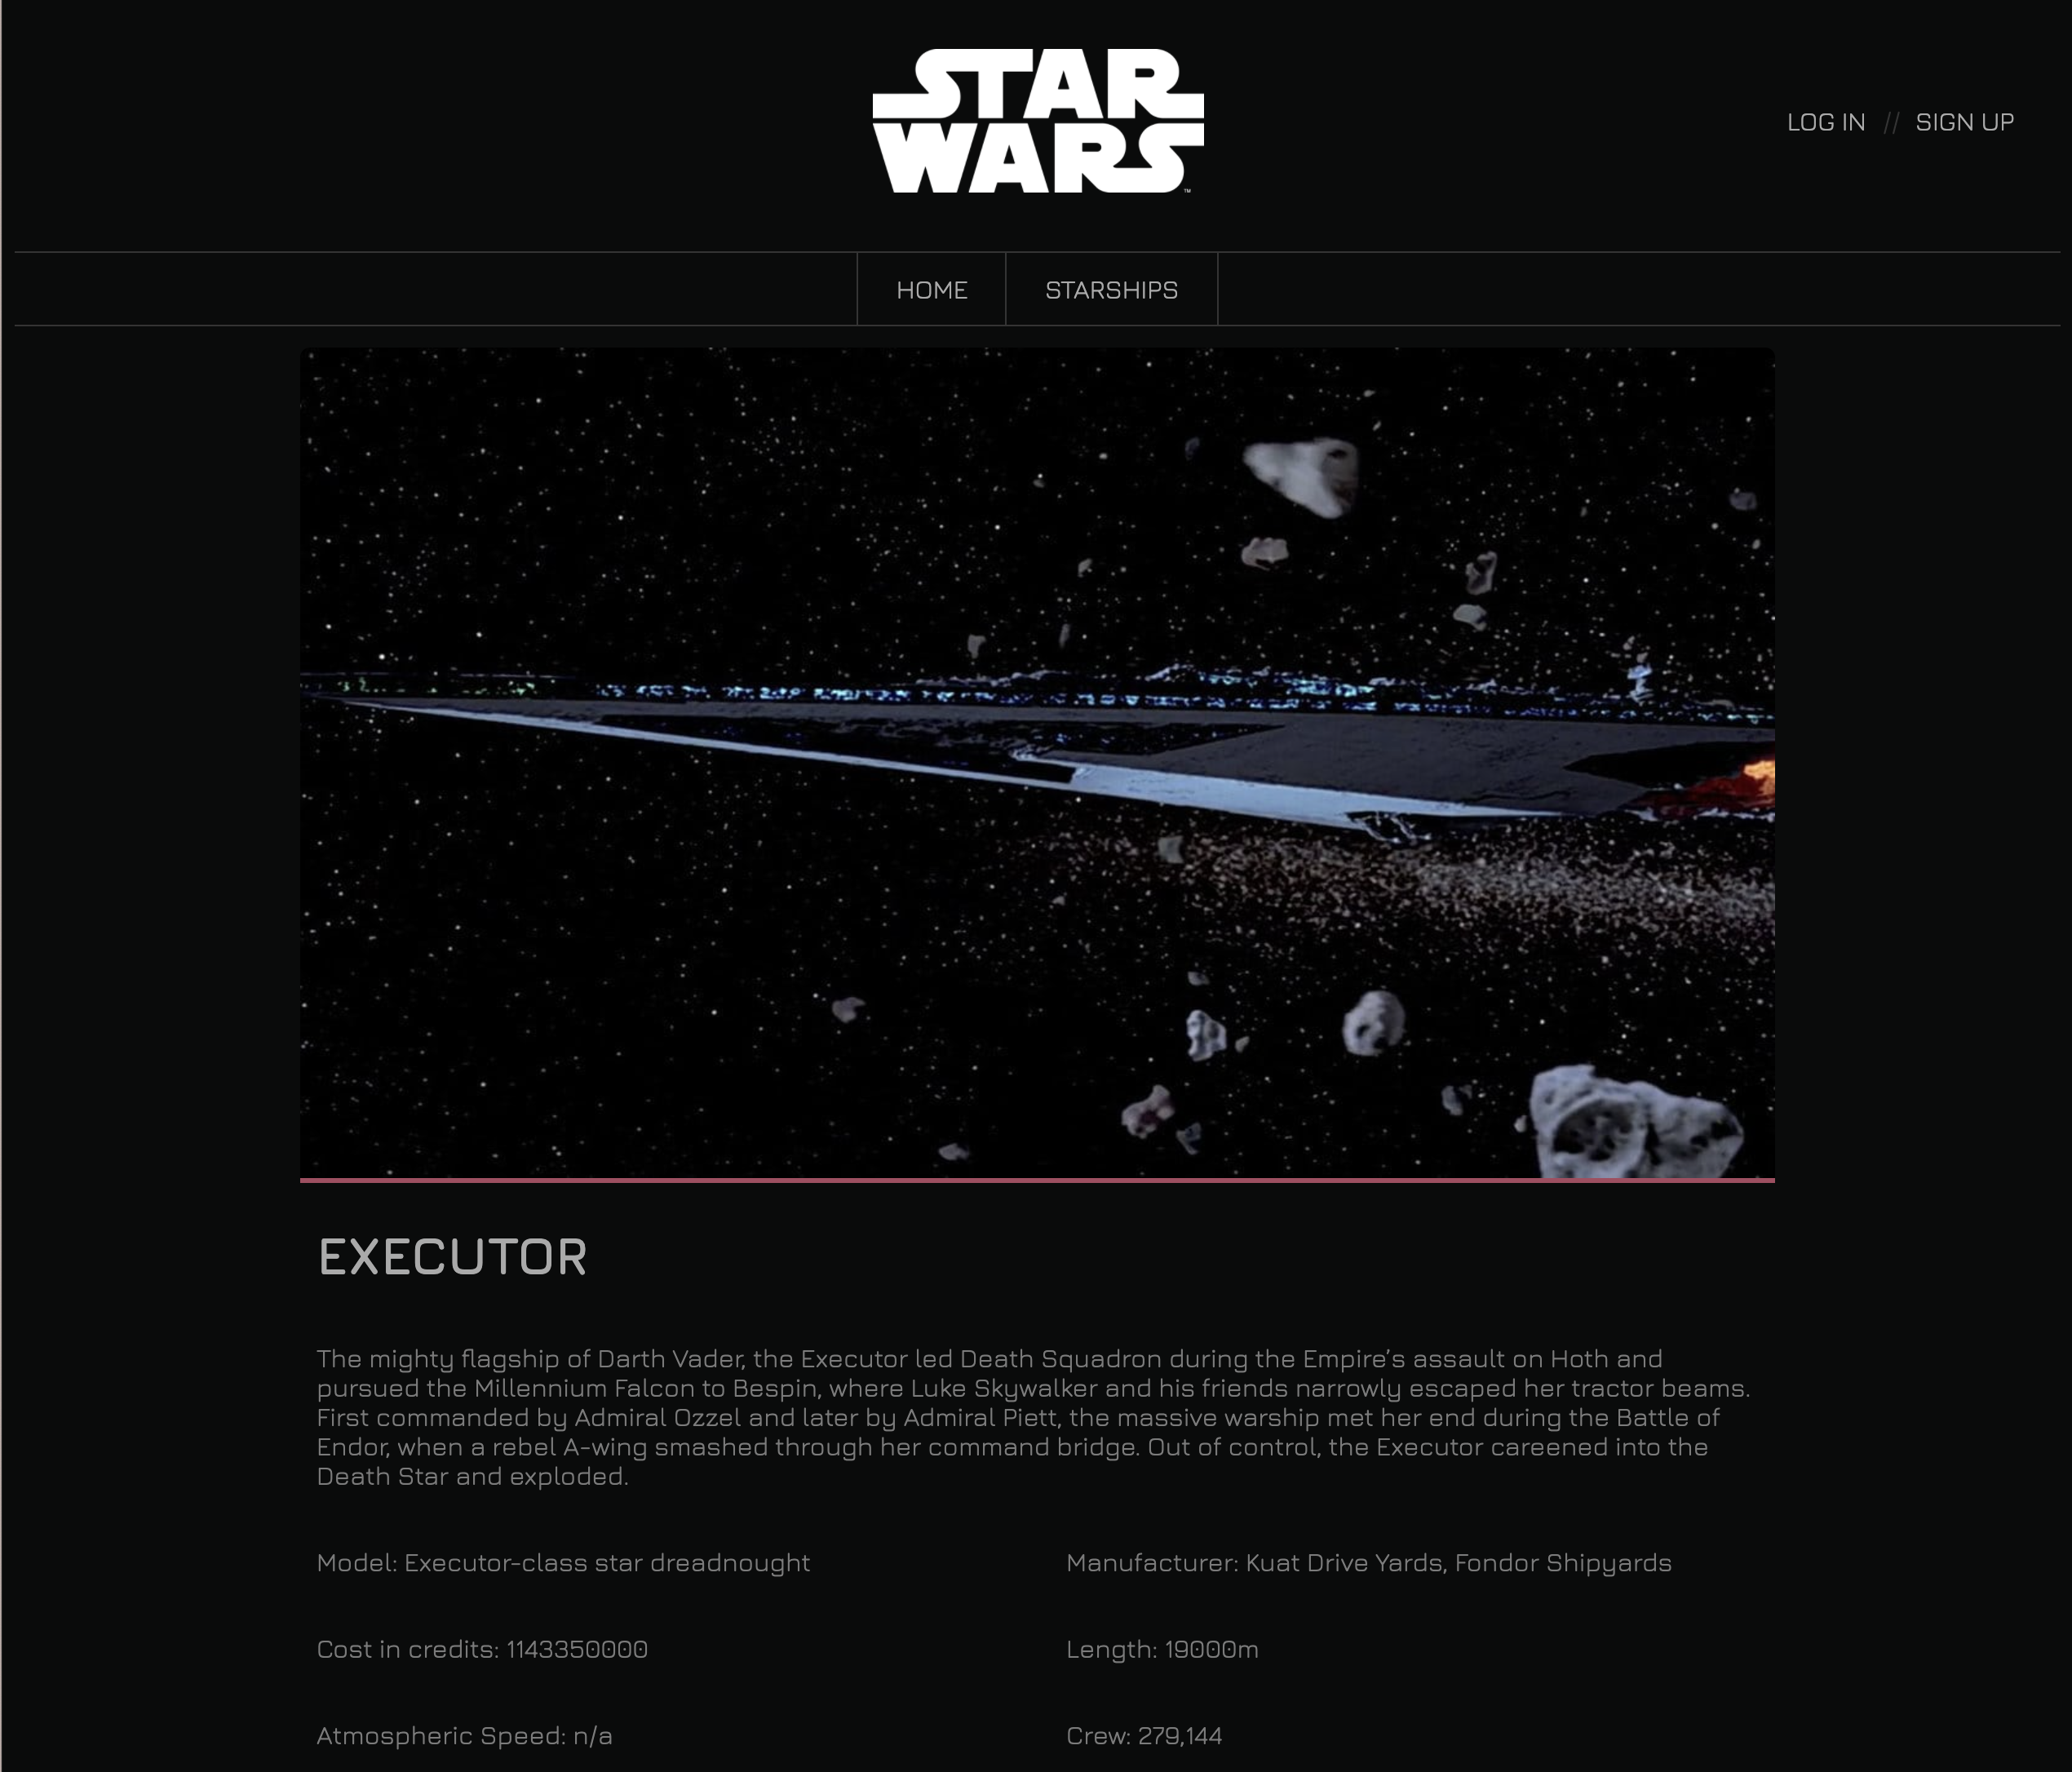 STAR
WARS
™
LOG IN // SIGN UP
HOME
STARSHIPS
EXECUTOR
The mighty flagship of Darth Vader, the Executor led Death Squadron during the Empire’s assault on Hoth and
pursued the Millennium Falcon to Bespin, where Luke Skywalker and his friends narrowly escaped her tractor beams.
First commanded by Admiral Ozzel and later by Admiral Piett, the massive warship met her end during the Battle of
Endor, when a rebel A-wing smashed through her command bridge. Out of control, the Executor careened into the
Death Star and exploded.
Model: Executor-class star dreadnought
Manufacturer: Kuat Drive Yards, Fondor Shipyards
Cost in credits: 1143350000
Length: 19000m
Atmospheric Speed: n/a
Crew: 279,144